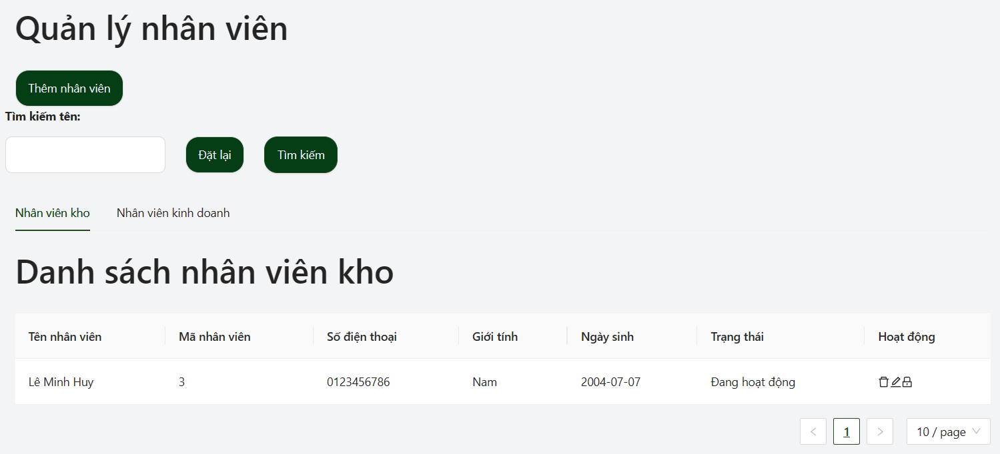 Quản lý nhân viên
Thêm nhân viên
Tìm kiếm tên:
Đặt lại Tìm kiếm
Nhân viên kho Nhân viên kinh doanh
Danh sách nhân viên kho
Tên nhân viên Mã nhân viên Số điện thoại Giới tính Ngày sinh Trạng thái Hoạt động
Lê Minh Huy 3 0123456786 Nam 2004-07-07 Đang hoạt động
1 10 / page